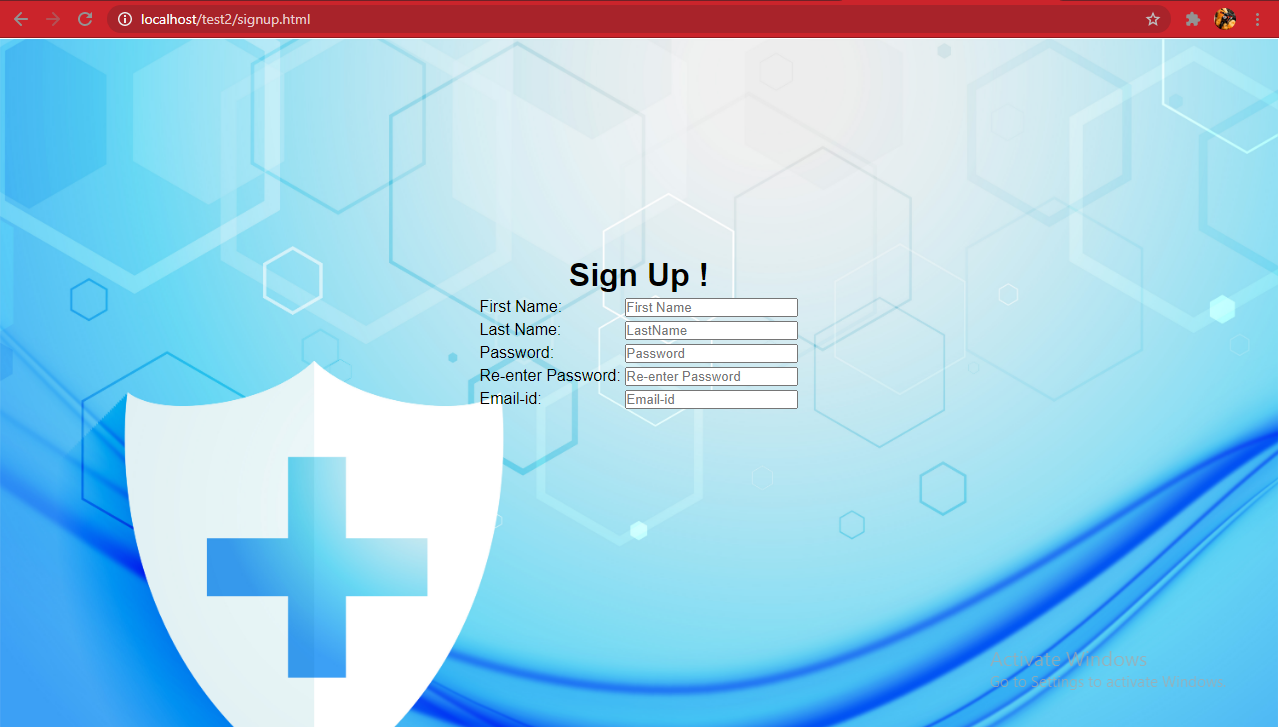 localhost/test2/signup.html
Sign Up !
First Name: First Name
Last Name: LastName
Password: Password
Re-enter Password: Re-enter Password
Email-id: Email-id
Activate Windows
Go to Settings to activate Windows.